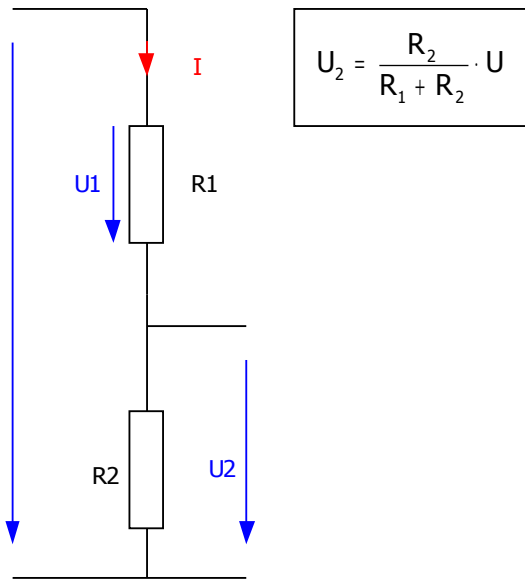 I
U₂ = R₂ / (R₁ + R₂) · U
U1
R1
R2
U2